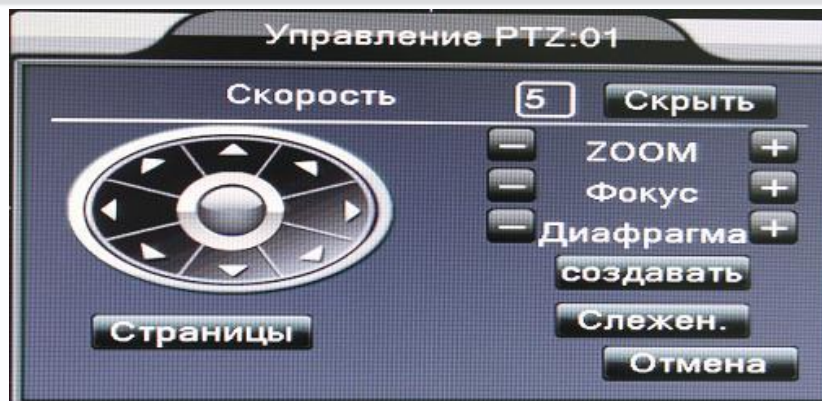 Управление PTZ:01
Скорость 5 Скрыть
− ZOOM +
− Фокус +
− Диафрагма +
создавать
Страницы
Слежен.
Отмена